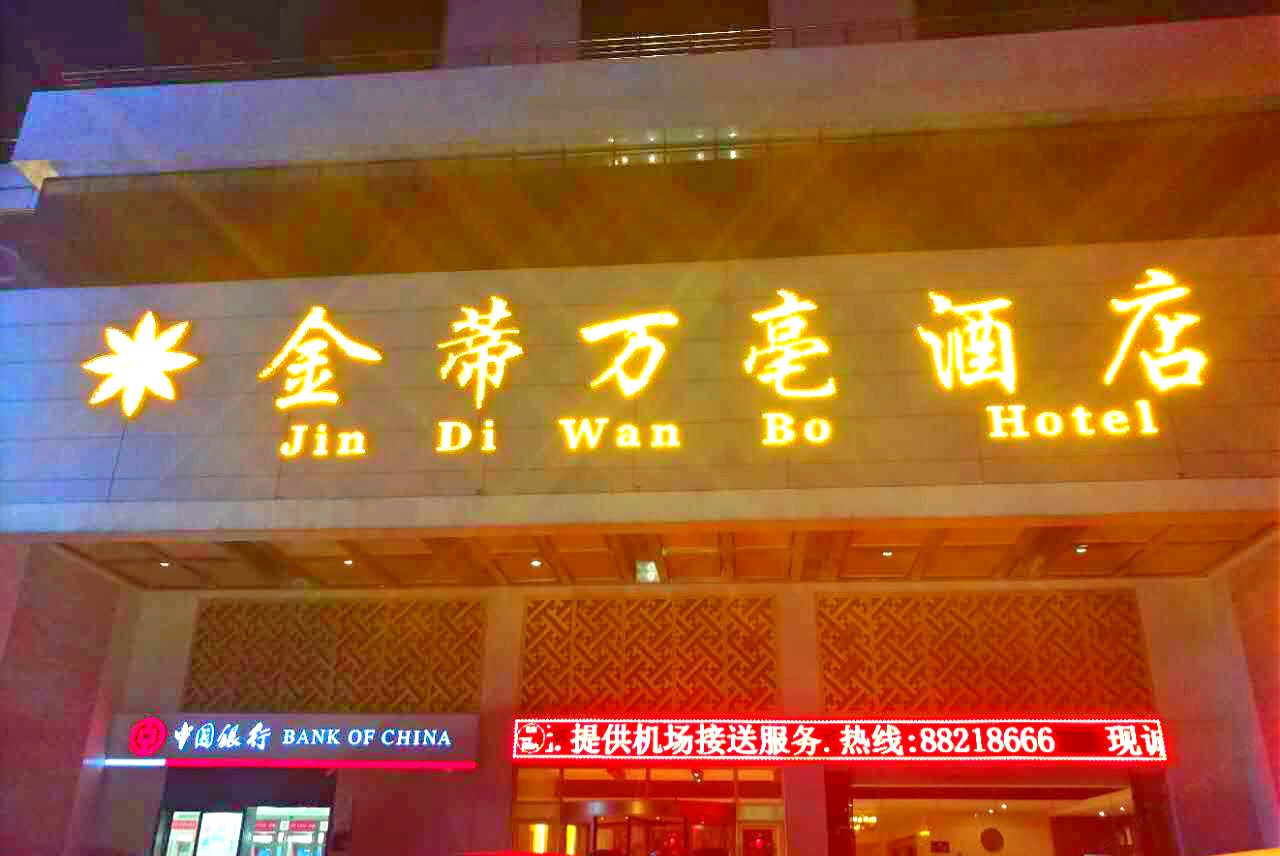 金蒂万亳酒店
Jin Di Wan Bo Hotel
中国银行 BANK OF CHINA
提供机场接送服务.热线:88218666 现